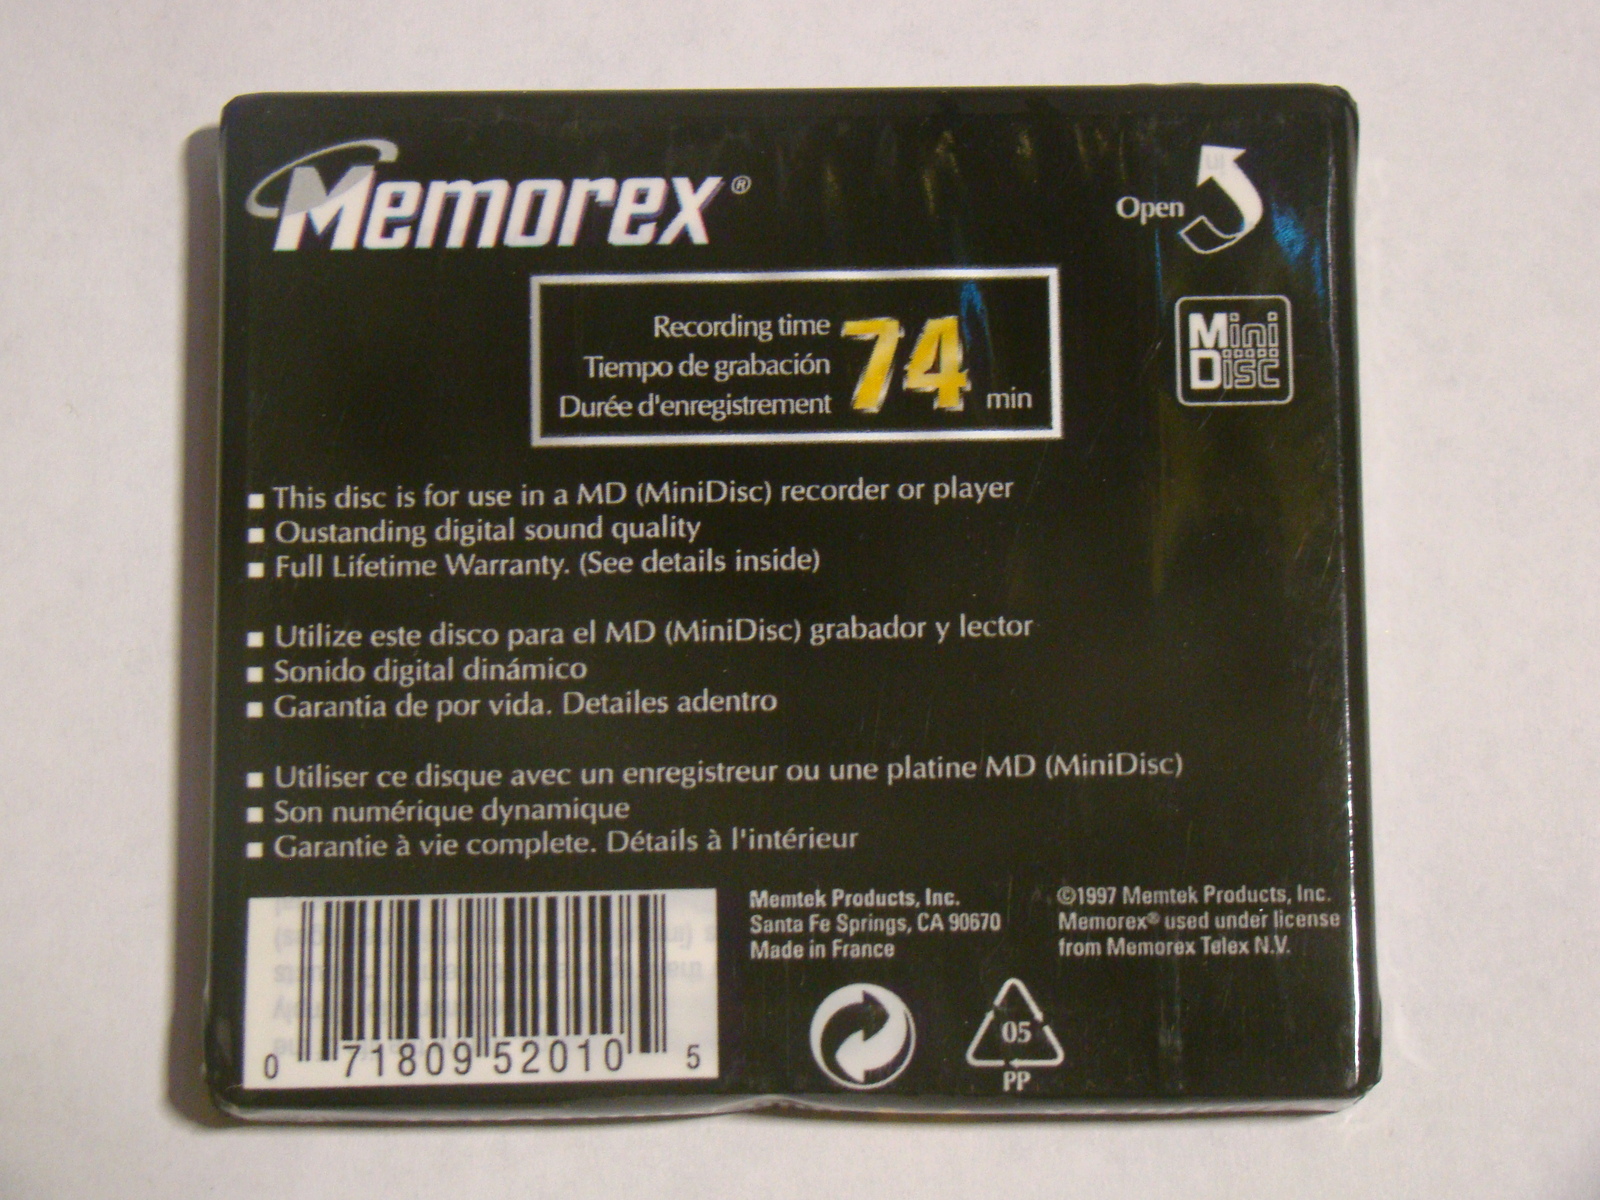 Memorex®
Open
Recording time
Tiempo de grabación
Durée d'enregistrement
74 min
Mini
Disc
■ This disc is for use in a MD (MiniDisc) recorder or player
■ Oustanding digital sound quality
■ Full Lifetime Warranty. (See details inside)
■ Utilize este disco para el MD (MiniDisc) grabador y lector
■ Sonido digital dinámico
■ Garantia de por vida. Detailes adentro
■ Utiliser ce disque avec un enregistreur ou une platine MD (MiniDisc)
■ Son numérique dynamique
■ Garantie à vie complete. Détails à l'intérieur
Memtek Products, Inc.
Santa Fe Springs, CA 90670
Made in France
©1997 Memtek Products, Inc.
Memorex® used under license
from Memorex Telex N.V.
0 71809 52010 5
05
PP